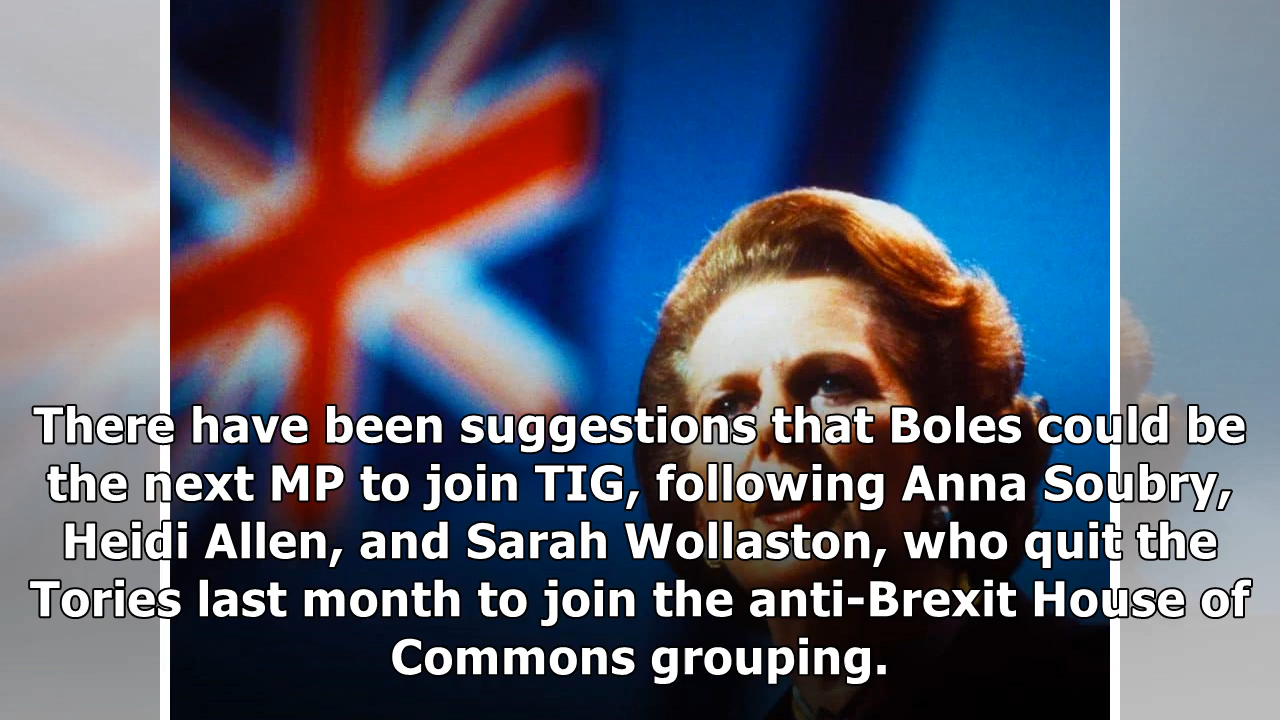 There have been suggestions that Boles could be
the next MP to join TIG, following Anna Soubry,
Heidi Allen, and Sarah Wollaston, who quit the
Tories last month to join the anti-Brexit House of
Commons grouping.